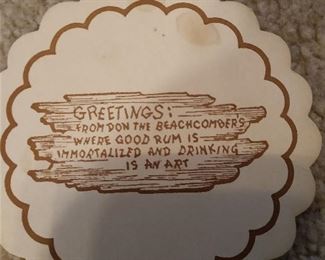 GREETINGS:
FROM DON THE BEACHCOMBERS
WHERE GOOD RUM IS
IMMORTALIZED AND DRINKING
IS AN ART